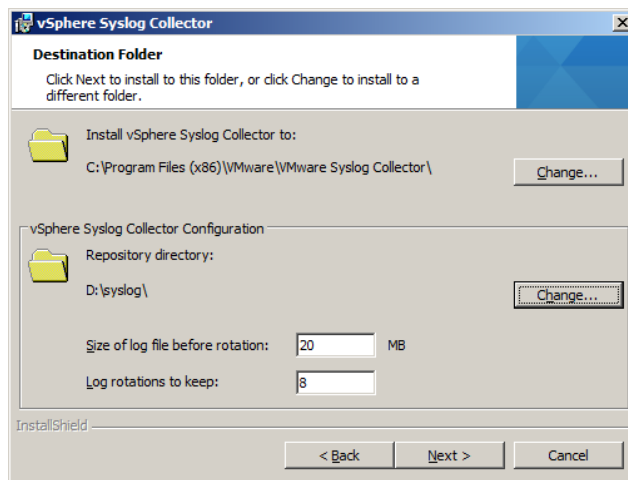 vSphere Syslog Collector
Destination Folder
Click Next to install to this folder, or click Change to install to a
different folder.
Install vSphere Syslog Collector to:
C:\Program Files (x86)\VMware\VMware Syslog Collector\
Change...
vSphere Syslog Collector Configuration
Repository directory:
D:\syslog\
Change...
Size of log file before rotation: 20 MB
Log rotations to keep: 8
InstallShield
< Back Next > Cancel